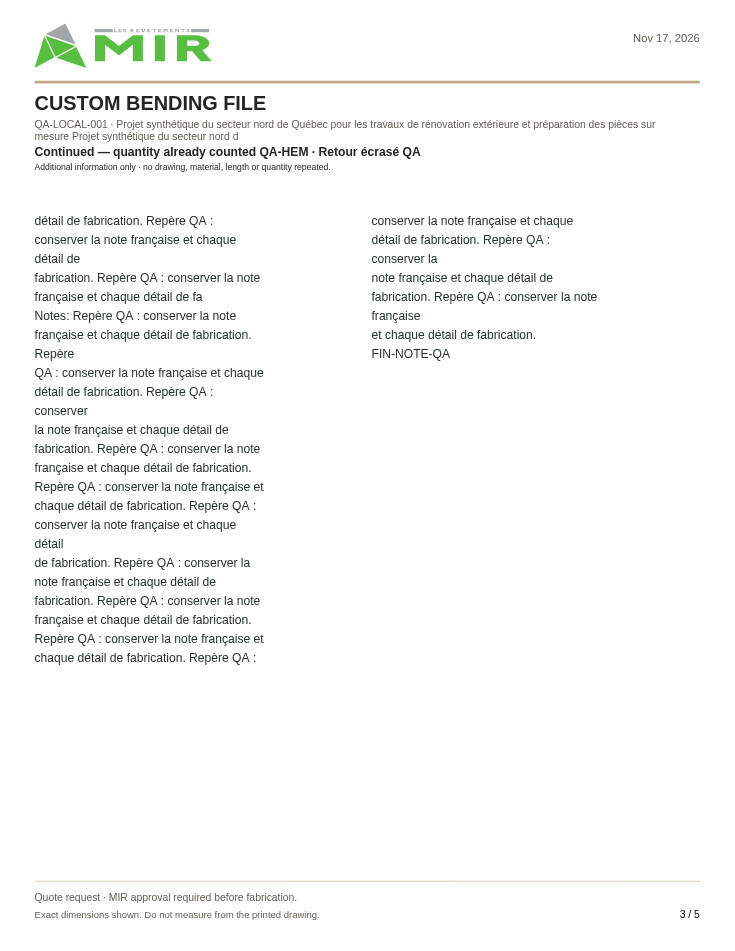 LES REVÊTEMENTS
MIR
Nov 17, 2026
CUSTOM BENDING FILE
QA-LOCAL-001 · Projet synthétique du secteur nord de Québec pour les travaux de rénovation extérieure et préparation des pièces sur
mesure Projet synthétique du secteur nord d
Continued — quantity already counted QA-HEM · Retour écrasé QA
Additional information only · no drawing, material, length or quantity repeated.
détail de fabrication. Repère QA :
conserver la note française et chaque
détail de
fabrication. Repère QA : conserver la note
française et chaque détail de fa
Notes: Repère QA : conserver la note
française et chaque détail de fabrication.
Repère
QA : conserver la note française et chaque
détail de fabrication. Repère QA :
conserver
la note française et chaque détail de
fabrication. Repère QA : conserver la note
française et chaque détail de fabrication.
Repère QA : conserver la note française et
chaque détail de fabrication. Repère QA :
conserver la note française et chaque
détail
de fabrication. Repère QA : conserver la
note française et chaque détail de
fabrication. Repère QA : conserver la note
française et chaque détail de fabrication.
Repère QA : conserver la note française et
chaque détail de fabrication. Repère QA :
conserver la note française et chaque
détail de fabrication. Repère QA :
conserver la
note française et chaque détail de
fabrication. Repère QA : conserver la note
française
et chaque détail de fabrication.
FIN-NOTE-QA
Quote request · MIR approval required before fabrication.
Exact dimensions shown. Do not measure from the printed drawing.
3 / 5